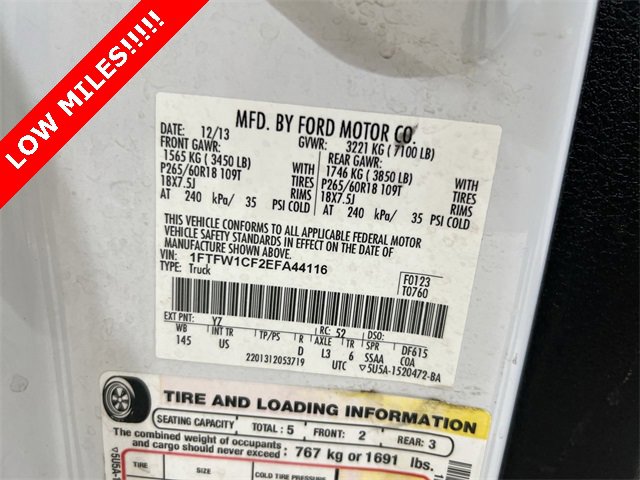 LOW MILES!!!!!
MFD. BY FORD MOTOR CO.
DATE: 12/13 GVWR: 3221 KG ( 7100 LB)
FRONT GAWR: REAR GAWR:
1565 KG ( 3450 LB) 1746 KG ( 3850 LB)
P265/60R18 109T WITH TIRES P265/60R18 109T WITH TIRES
18X7.5J RIMS 18X7.5J RIMS
AT 240 kPa/ 35 PSI COLD AT 240 kPa/ 35 PSI COLD
THIS VEHICLE CONFORMS TO ALL APPLICABLE FEDERAL MOTOR
VEHICLE SAFETY STANDARDS IN EFFECT ON THE DATE OF
MANUFACTURE SHOWN ABOVE.
VIN: 1FTFW1CF2EFA44116
TYPE: Truck
F0123
T0760
EXT PNT: YZ RC: 52 DSO:
WB INT TR TP/PS R AXLE TR SPR DF615
145 US D L3 6 SSAA COA
2201312053719 UTC ▽5U5A-1520472-BA
TIRE AND LOADING INFORMATION
SEATING CAPACITY TOTAL: 5 FRONT: 2 REAR: 3
The combined weight of occupants
and cargo should never exceed: 767 kg or 1691 lbs.
TIRE SIZE COLD TIRE PRESSURE
▽5U5A-1